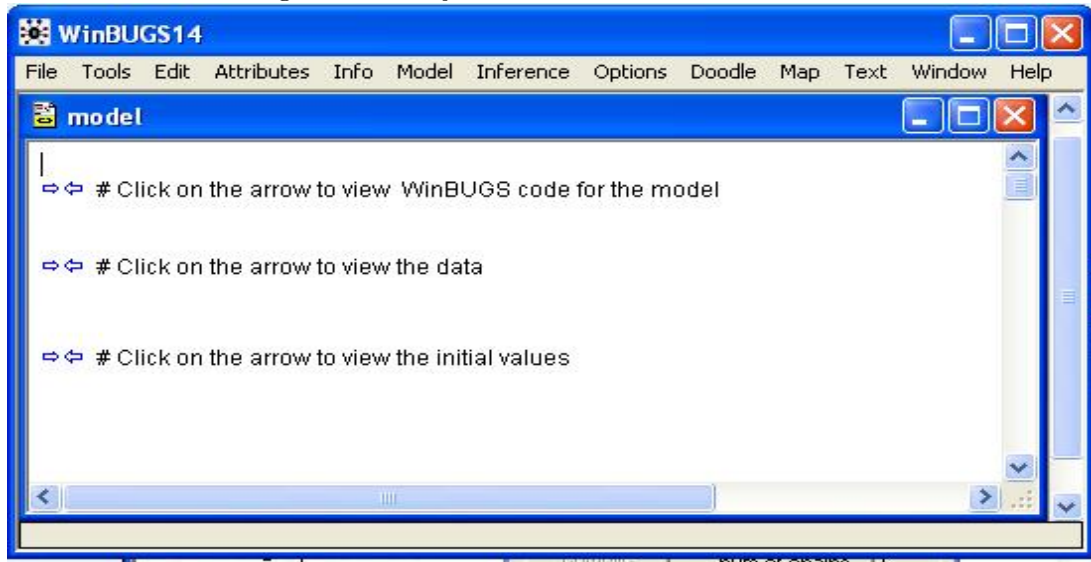 WinBUGS14
File Tools Edit Attributes Info Model Inference Options Doodle Map Text Window Help
model
# Click on the arrow to view WinBUGS code for the model
# Click on the arrow to view the data
# Click on the arrow to view the initial values